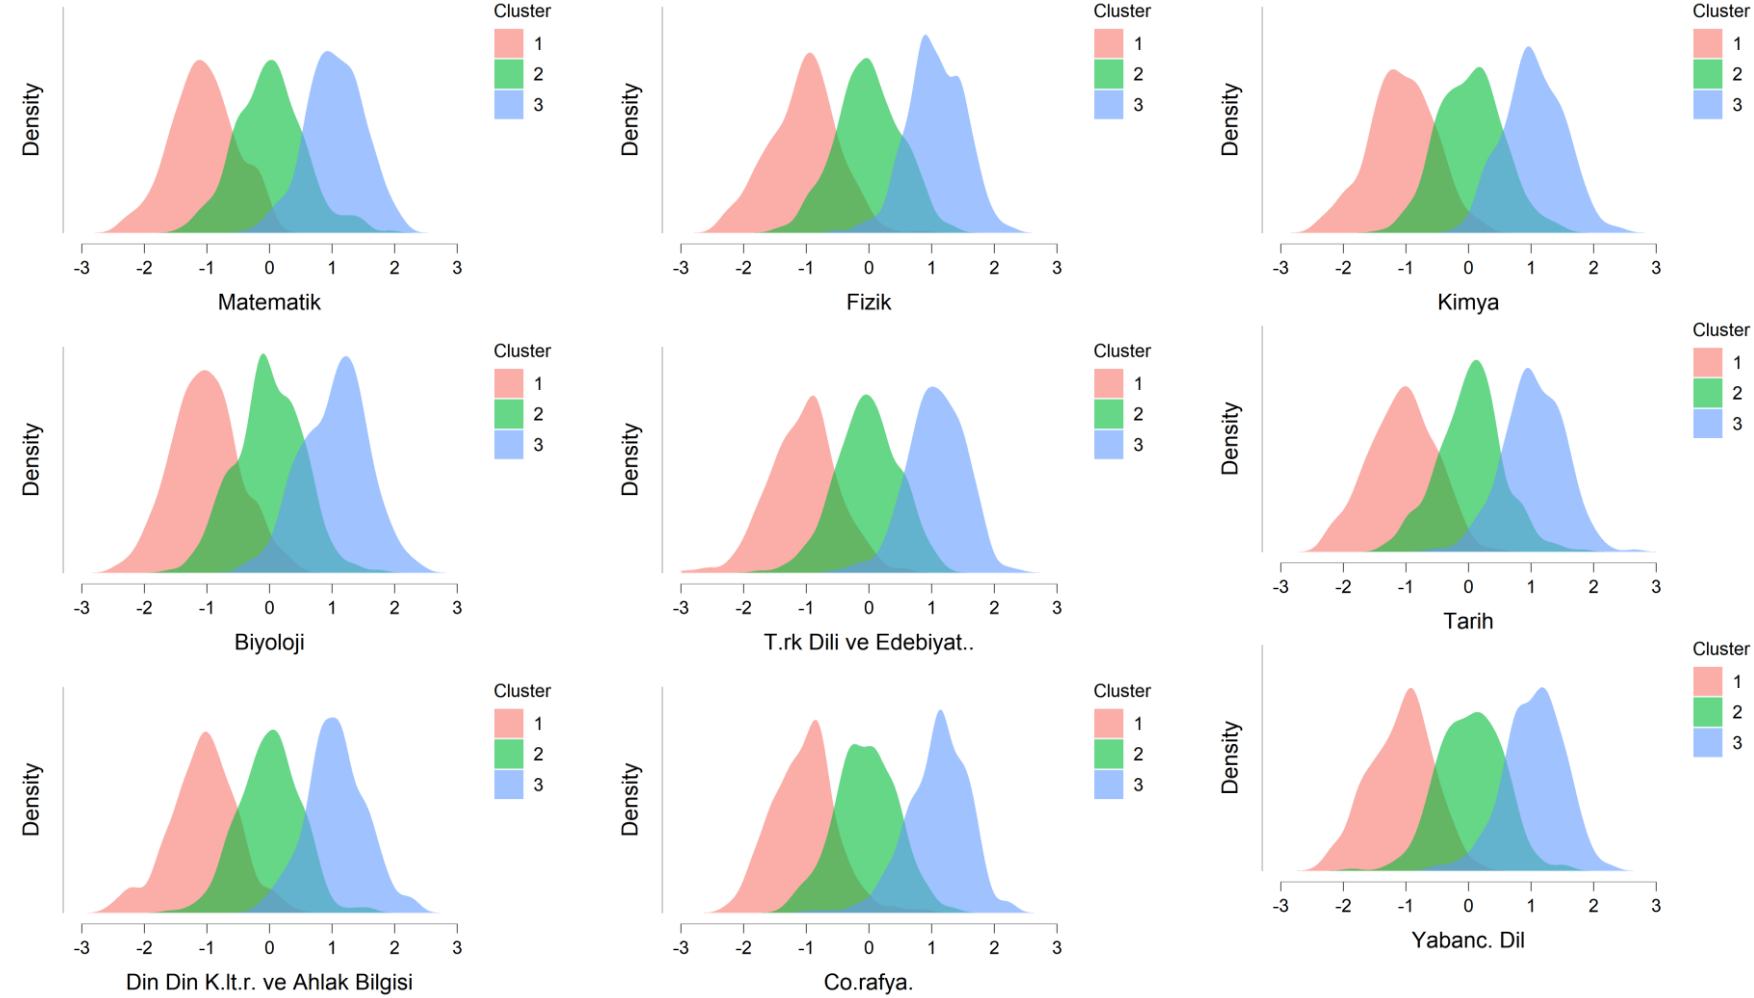 Cluster
1
2
3
Density
-3 -2 -1 0 1 2 3
Matematik
Cluster
1
2
3
Density
-3 -2 -1 0 1 2 3
Fizik
Cluster
1
2
3
Density
-3 -2 -1 0 1 2 3
Kimya
Cluster
1
2
3
Density
-3 -2 -1 0 1 2 3
Biyoloji
Cluster
1
2
3
Density
-3 -2 -1 0 1 2 3
T.rk Dili ve Edebiyat..
Cluster
1
2
3
Density
-3 -2 -1 0 1 2 3
Tarih
Cluster
1
2
3
Density
-3 -2 -1 0 1 2 3
Din Din K.lt.r. ve Ahlak Bilgisi
Cluster
1
2
3
Density
-3 -2 -1 0 1 2 3
Co.rafya.
Cluster
1
2
3
Density
-3 -2 -1 0 1 2 3
Yabanc. Dil